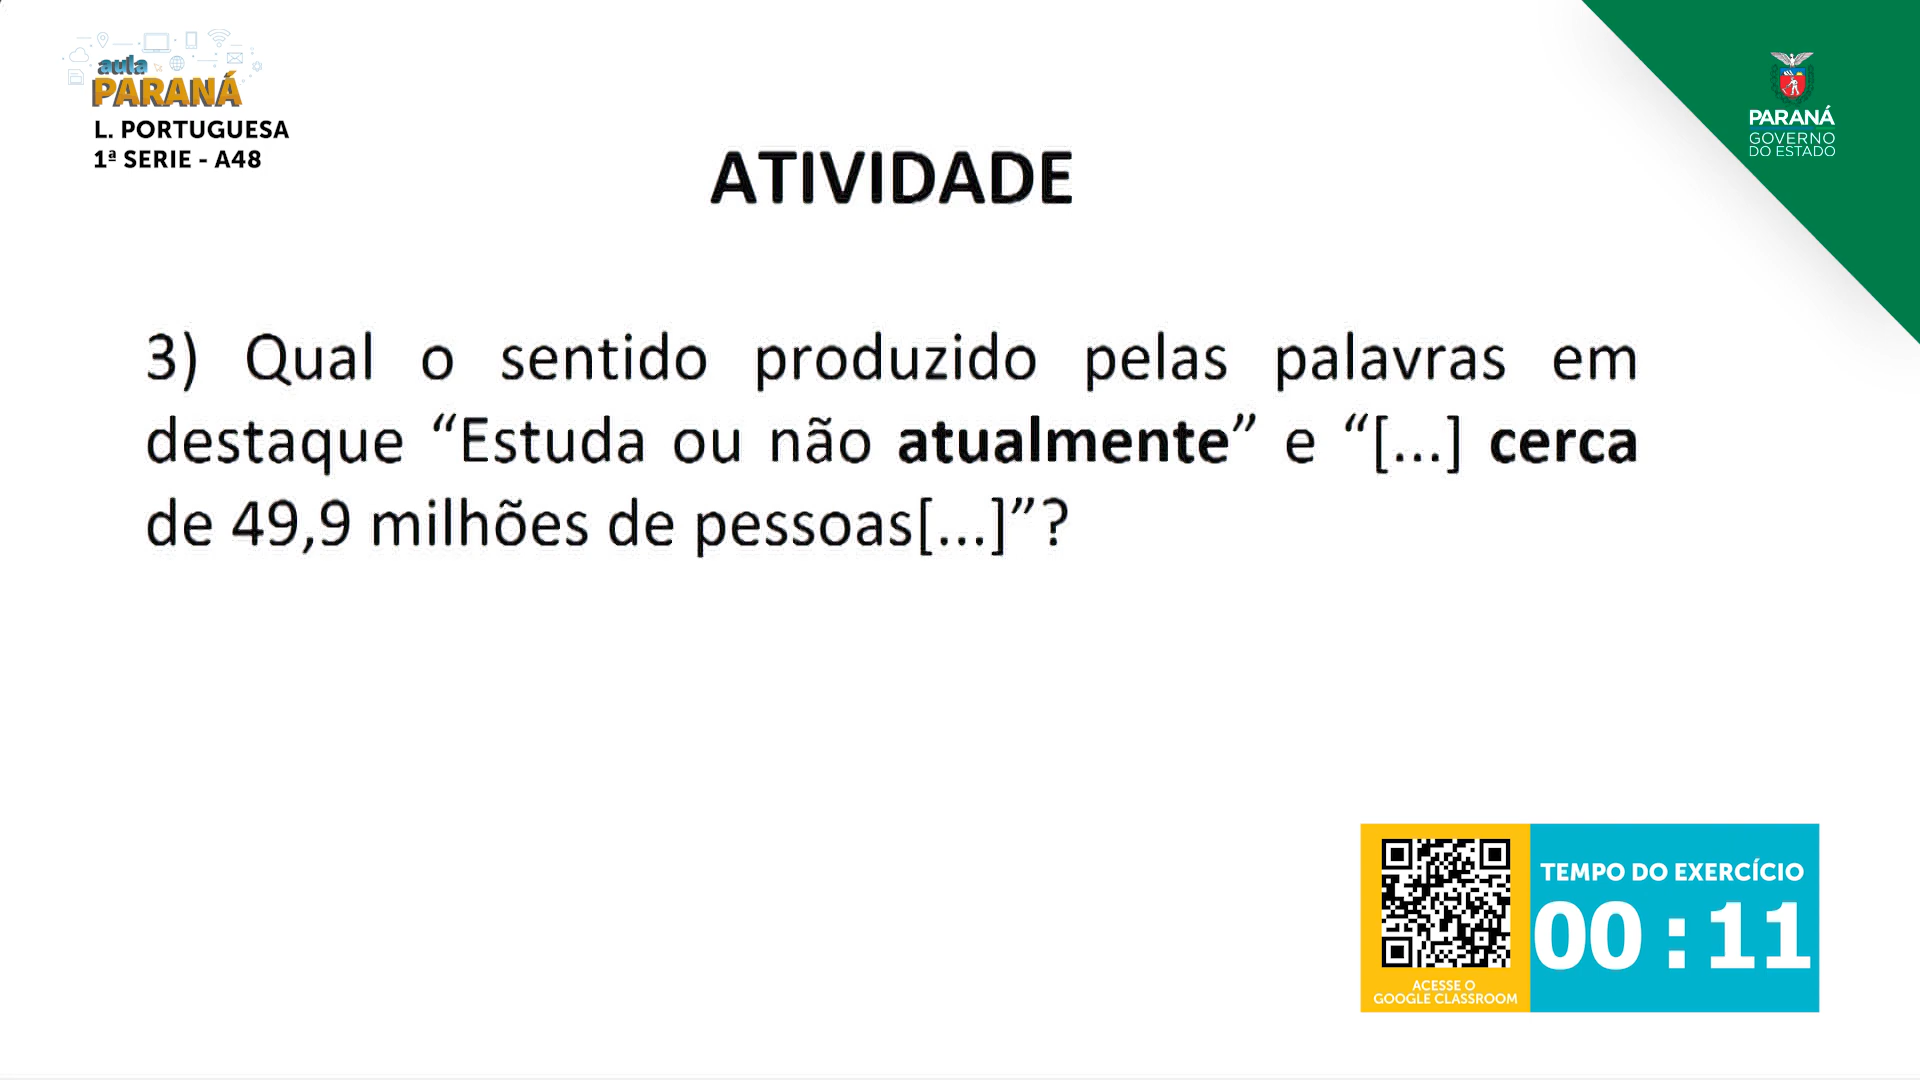 aula
PARANÁ
L. PORTUGUESA
1ª SERIE - A48
PARANÁ
GOVERNO
DO ESTADO
ATIVIDADE
3) Qual o sentido produzido pelas palavras em
destaque “Estuda ou não atualmente” e “[...] cerca
de 49,9 milhões de pessoas[...]”?
TEMPO DO EXERCÍCIO
00:11
ACESSE O
GOOGLE CLASSROOM